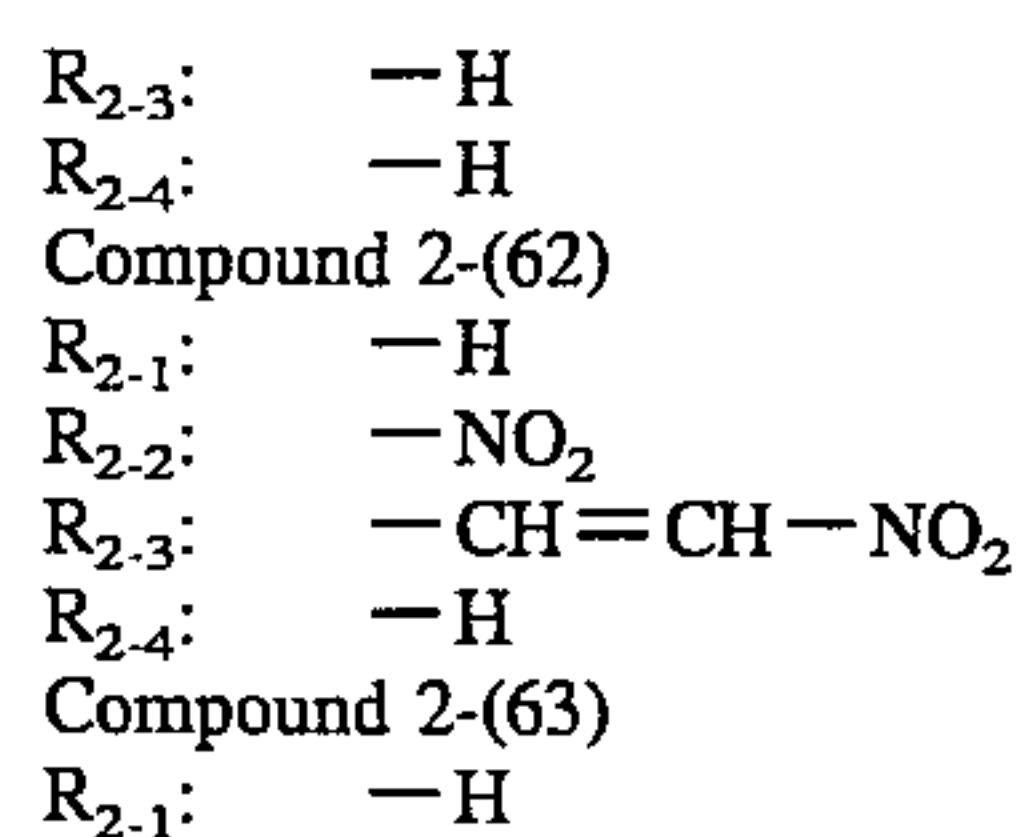 R₂₋₃: —H
R₂₋₄: —H
Compound 2-(62)
R₂₋₁: —H
R₂₋₂: —NO₂
R₂₋₃: —CH=CH—NO₂
R₂₋₄: —H
Compound 2-(63)
R₂₋₁: —H